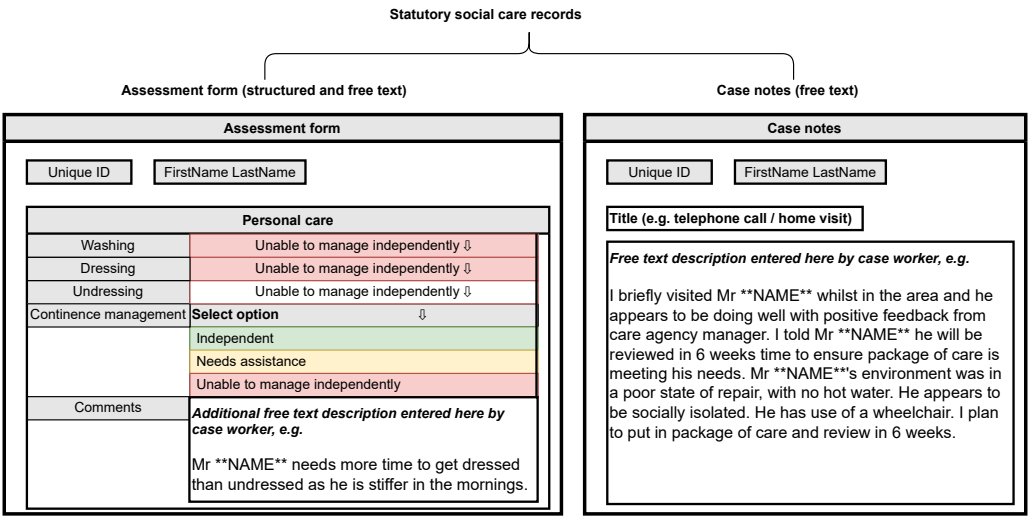 Statutory social care records
Assessment form (structured and free text)
Case notes (free text)
Assessment form
Unique ID
FirstName LastName
Personal care
Washing
Unable to manage independently ⇩
Dressing
Unable to manage independently ⇩
Undressing
Unable to manage independently ⇩
Continence management
Select option ⇩
Independent
Needs assistance
Unable to manage independently
Comments
Additional free text description entered here by
case worker, e.g.
Mr **NAME** needs more time to get dressed
than undressed as he is stiffer in the mornings.
Case notes
Unique ID
FirstName LastName
Title (e.g. telephone call / home visit)
Free text description entered here by case worker, e.g.
I briefly visited Mr **NAME** whilst in the area and he
appears to be doing well with positive feedback from
care agency manager. I told Mr **NAME** he will be
reviewed in 6 weeks time to ensure package of care is
meeting his needs. Mr **NAME**'s environment was in
a poor state of repair, with no hot water. He appears to
be socially isolated. He has use of a wheelchair. I plan
to put in package of care and review in 6 weeks.